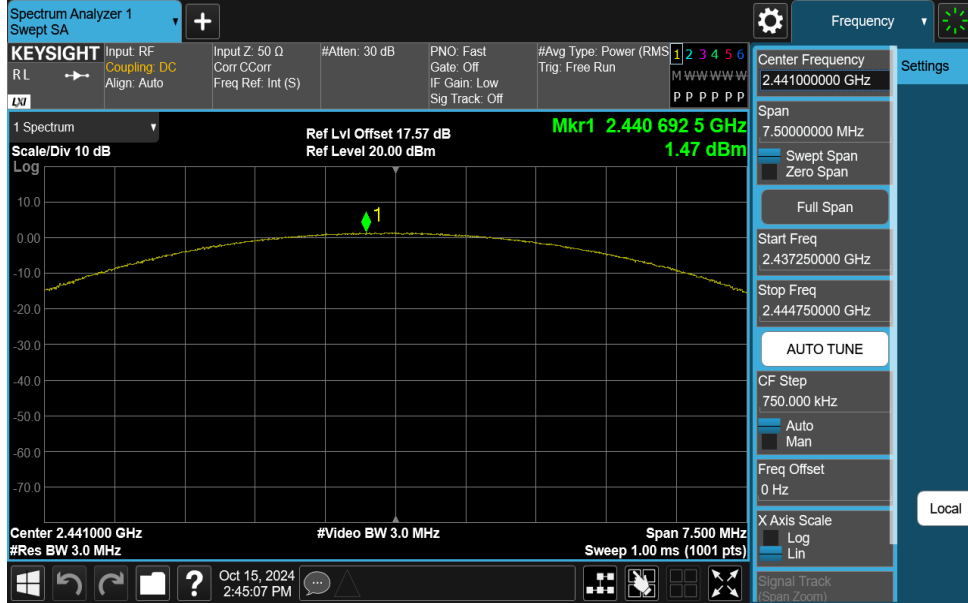 Spectrum Analyzer 1
Swept SA
▼
+
Frequency
▼
KEYSIGHT
RL
LXI
Input: RF
Coupling: DC
Align: Auto
Input Z: 50 Ω
Corr CCorr
Freq Ref: Int (S)
#Atten: 30 dB
PNO: Fast
Gate: Off
IF Gain: Low
Sig Track: Off
#Avg Type: Power (RMS
Trig: Free Run
1 2 3 4 5 6
M W W W W W
P P P P P P
1 Spectrum ▼
Scale/Div 10 dB
Log
Ref Lvl Offset 17.57 dB
Ref Level 20.00 dBm
Mkr1 2.440 692 5 GHz
1.47 dBm
1
10.0
0.00
-10.0
-20.0
-30.0
-40.0
-50.0
-60.0
-70.0
Center 2.441000 GHz
#Res BW 3.0 MHz
#Video BW 3.0 MHz
Span 7.500 MHz
Sweep 1.00 ms (1001 pts)
Center Frequency
2.441000000 GHz
Span
7.50000000 MHz
Swept Span
Zero Span
Full Span
Start Freq
2.437250000 GHz
Stop Freq
2.444750000 GHz
AUTO TUNE
CF Step
750.000 kHz
Auto
Man
Freq Offset
0 Hz
X Axis Scale
Log
Lin
Signal Track
(Span Zoom)
Settings
Local
?
Oct 15, 2024
2:45:07 PM